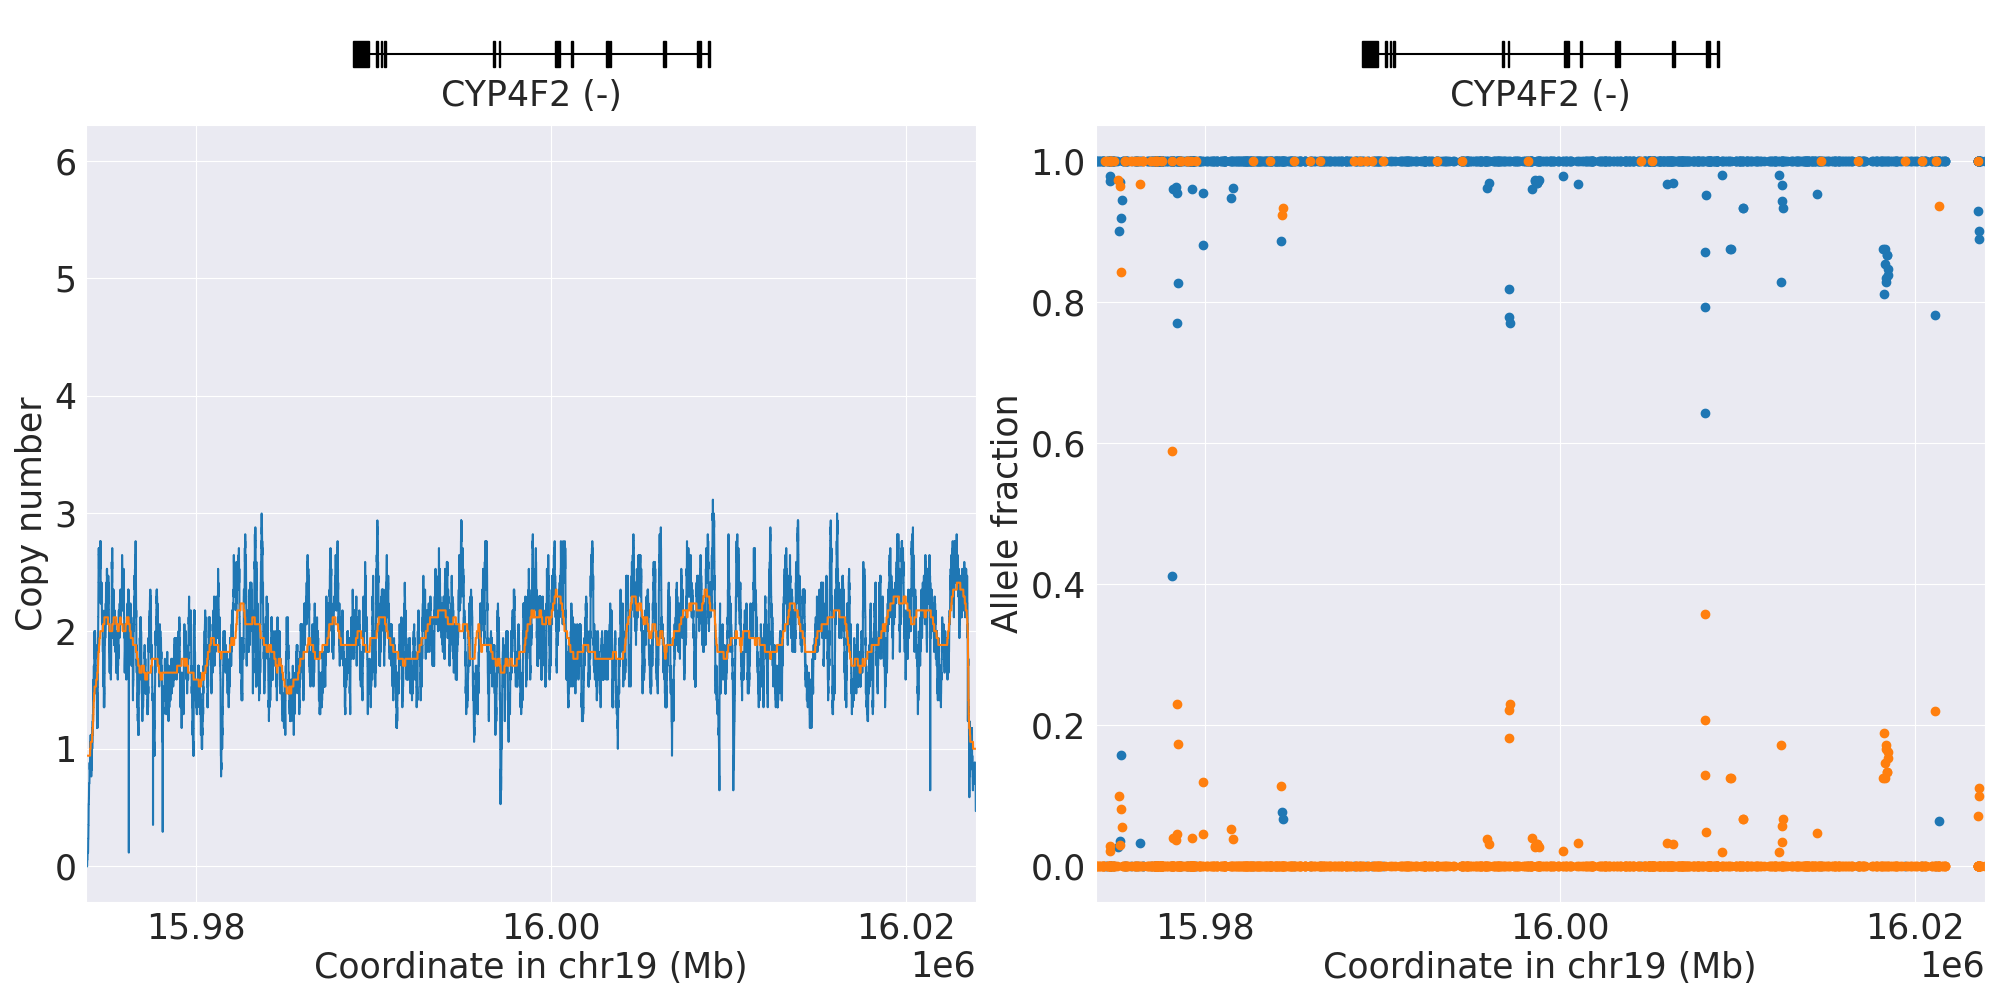 CYP4F2 (-)
6
5
4
3
2
1
0
Copy number
15.98
16.00
16.02
Coordinate in chr19 (Mb)
1e6
CYP4F2 (-)
1.0
0.8
0.6
0.4
0.2
0.0
Allele fraction
15.98
16.00
16.02
Coordinate in chr19 (Mb)
1e6